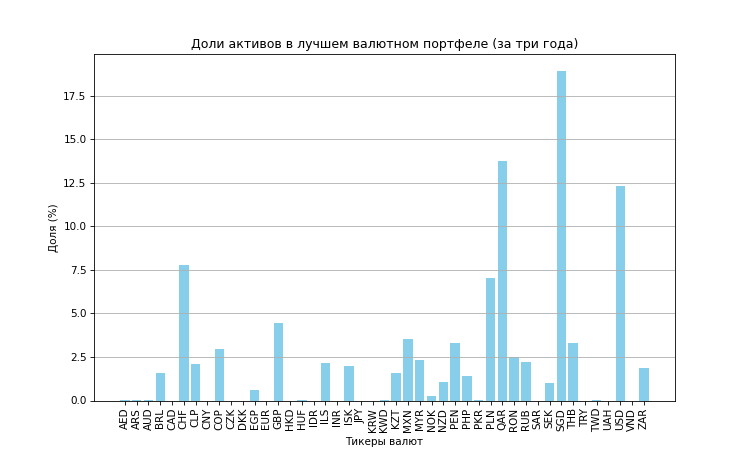 Доли активов в лучшем валютном портфеле (за три года)
Доля (%)
17.5
15.0
12.5
10.0
7.5
5.0
2.5
0.0
AED
ARS
AUD
BRL
CAD
CHF
CLP
CNY
COP
CZK
DKK
EGP
EUR
GBP
HKD
HUF
IDR
ILS
INR
ISK
JPY
KRW
KWD
KZT
MXN
MYR
NOK
NZD
PEN
PHP
PKR
PLN
QAR
RON
RUB
SAR
SEK
SGD
THB
TRY
TWD
UAH
USD
VND
ZAR
Тикеры валют